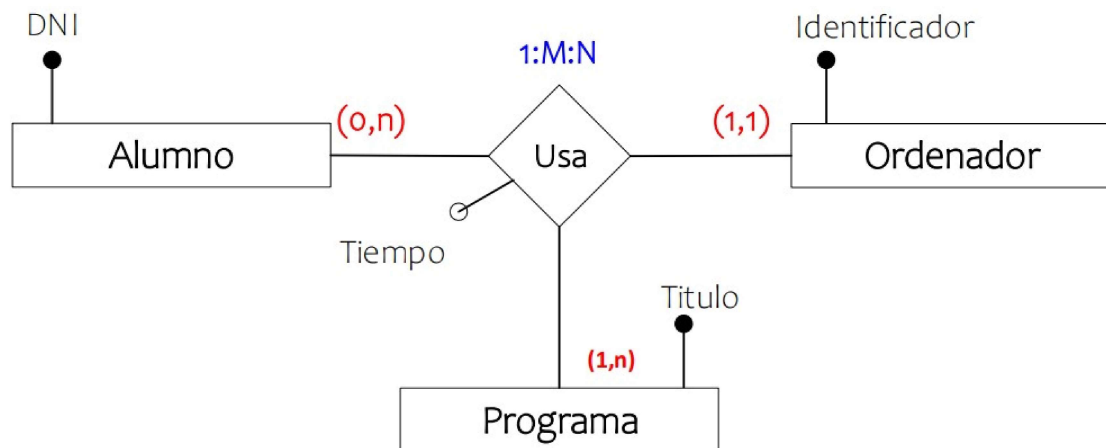 DNI
Identificador
1:M:N
(0,n)
(1,1)
Alumno
Usa
Ordenador
Tiempo
Titulo
(1,n)
Programa